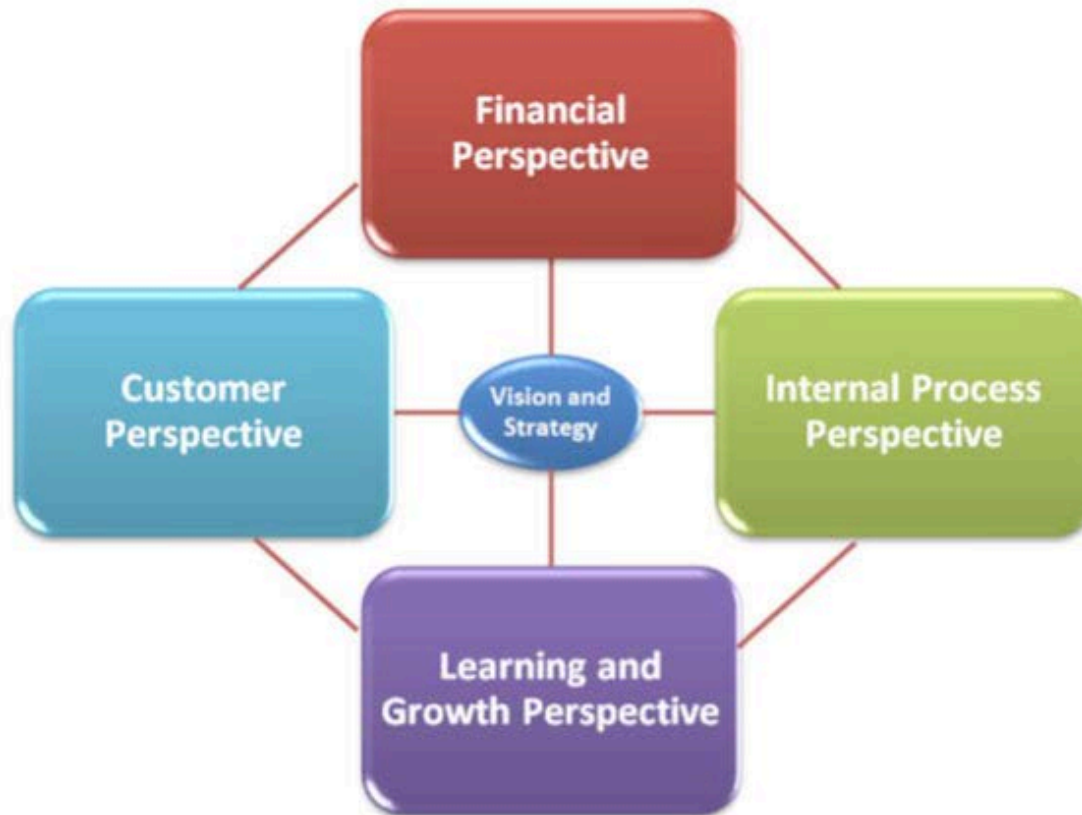 Financial
Perspective
Customer
Perspective
Vision and
Strategy
Internal Process
Perspective
Learning and
Growth Perspective